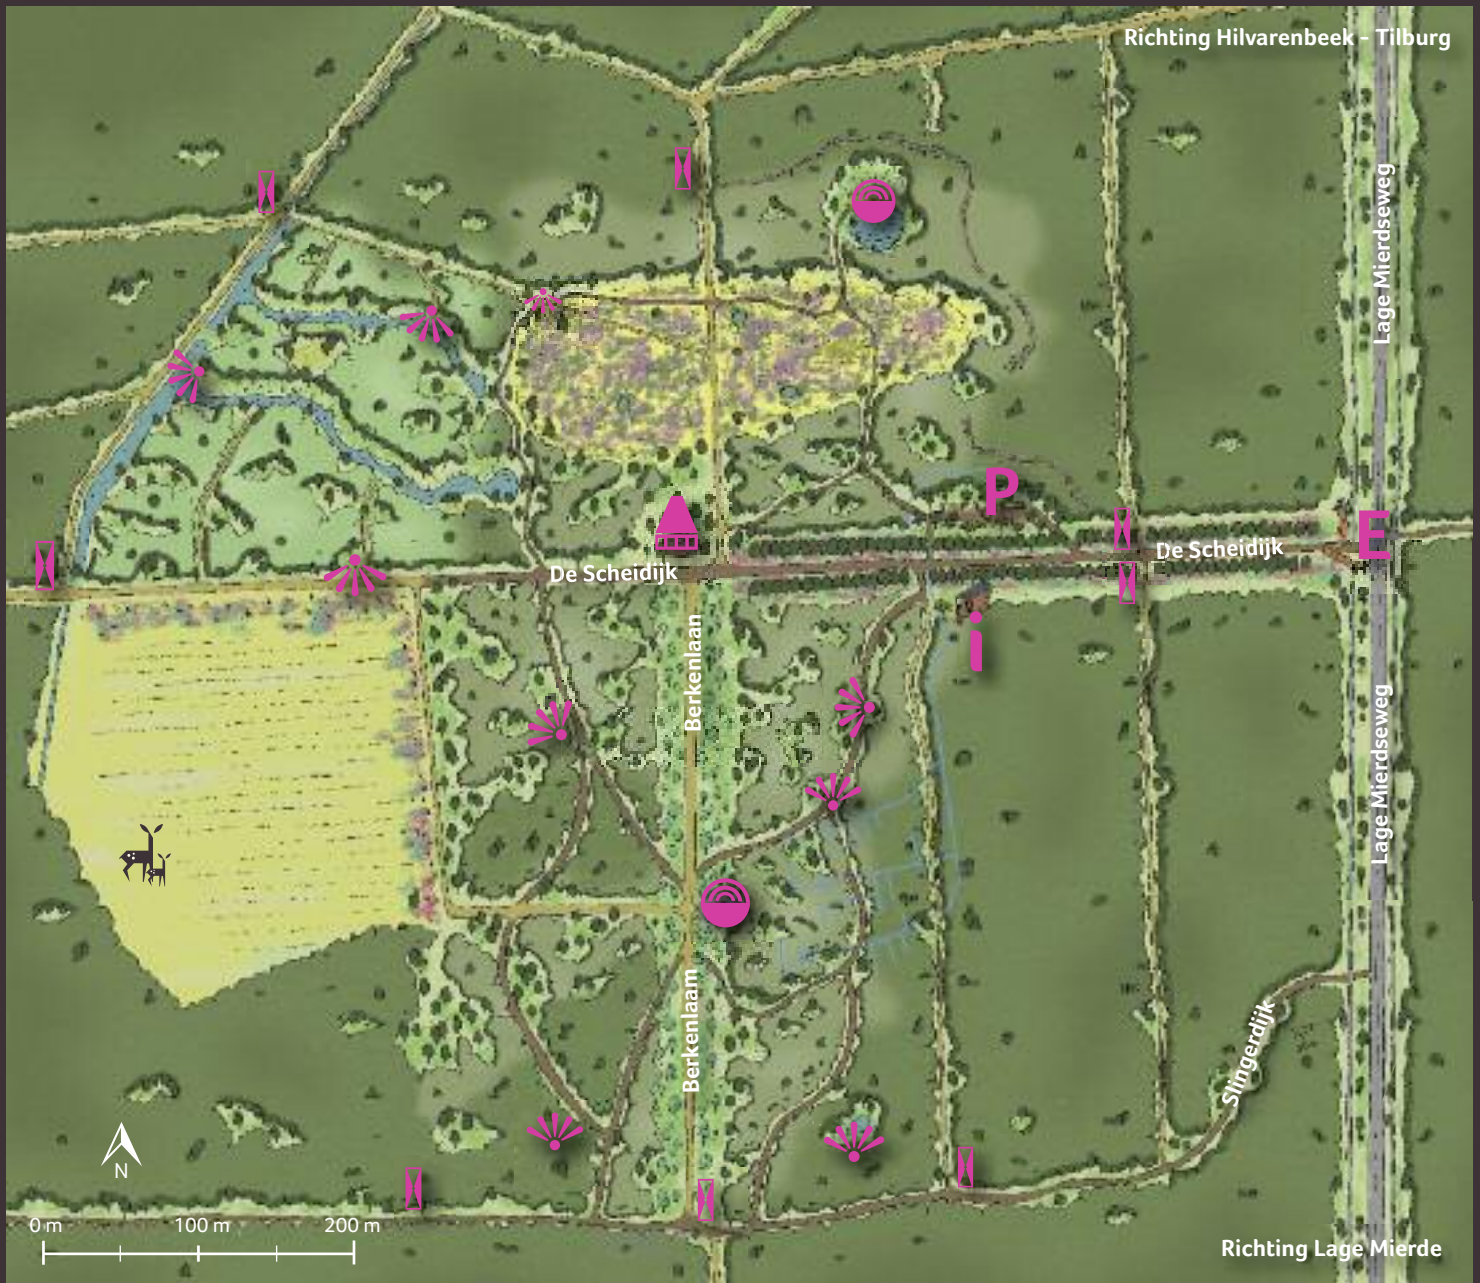 Richting Hilvarenbeek - Tilburg
Lage Mierdseweg
P
E
De Scheidijk
De Scheidijk
i
Berkenlaan
Lage Mierdseweg
Berkenlaam
Slingerdijk
N
0 m 100 m 200 m
Richting Lage Mierde